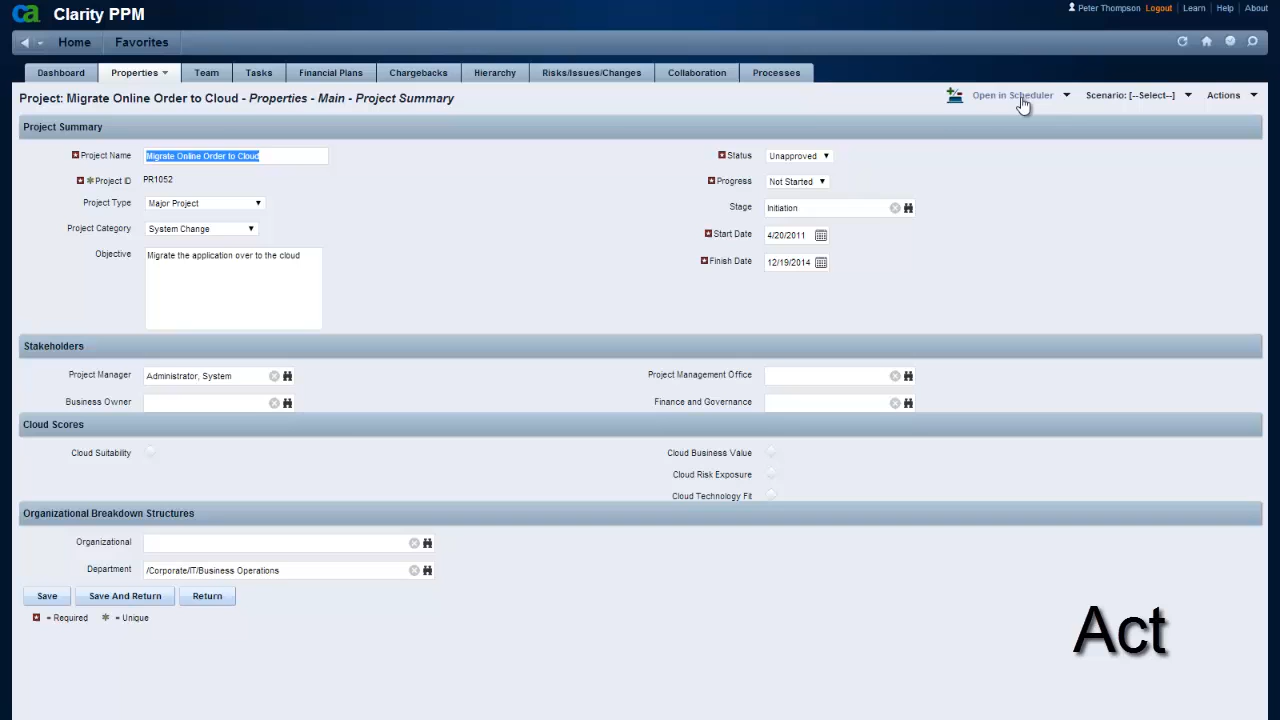 ca Clarity PPM
Peter Thompson Logout Learn Help About
Home Favorites
Dashboard Properties Team Tasks Financial Plans Chargebacks Hierarchy Risks/Issues/Changes Collaboration Processes
Project: Migrate Online Order to Cloud - Properties - Main - Project Summary
Open in Scheduler Scenario: [--Select--] Actions
Project Summary
Project Name Migrate Online Order to Cloud Status Unapproved
Project ID PR1052 Progress Not Started
Project Type Major Project Stage Initiation
Project Category System Change Start Date 4/20/2011
Objective Migrate the application over to the cloud Finish Date 12/19/2014
Stakeholders
Project Manager Administrator, System Project Management Office
Business Owner Finance and Governance
Cloud Scores
Cloud Suitability Cloud Business Value
Cloud Risk Exposure
Cloud Technology Fit
Organizational Breakdown Structures
Organizational
Department /Corporate/IT/Business Operations
Save Save And Return Return
= Required = Unique
Act